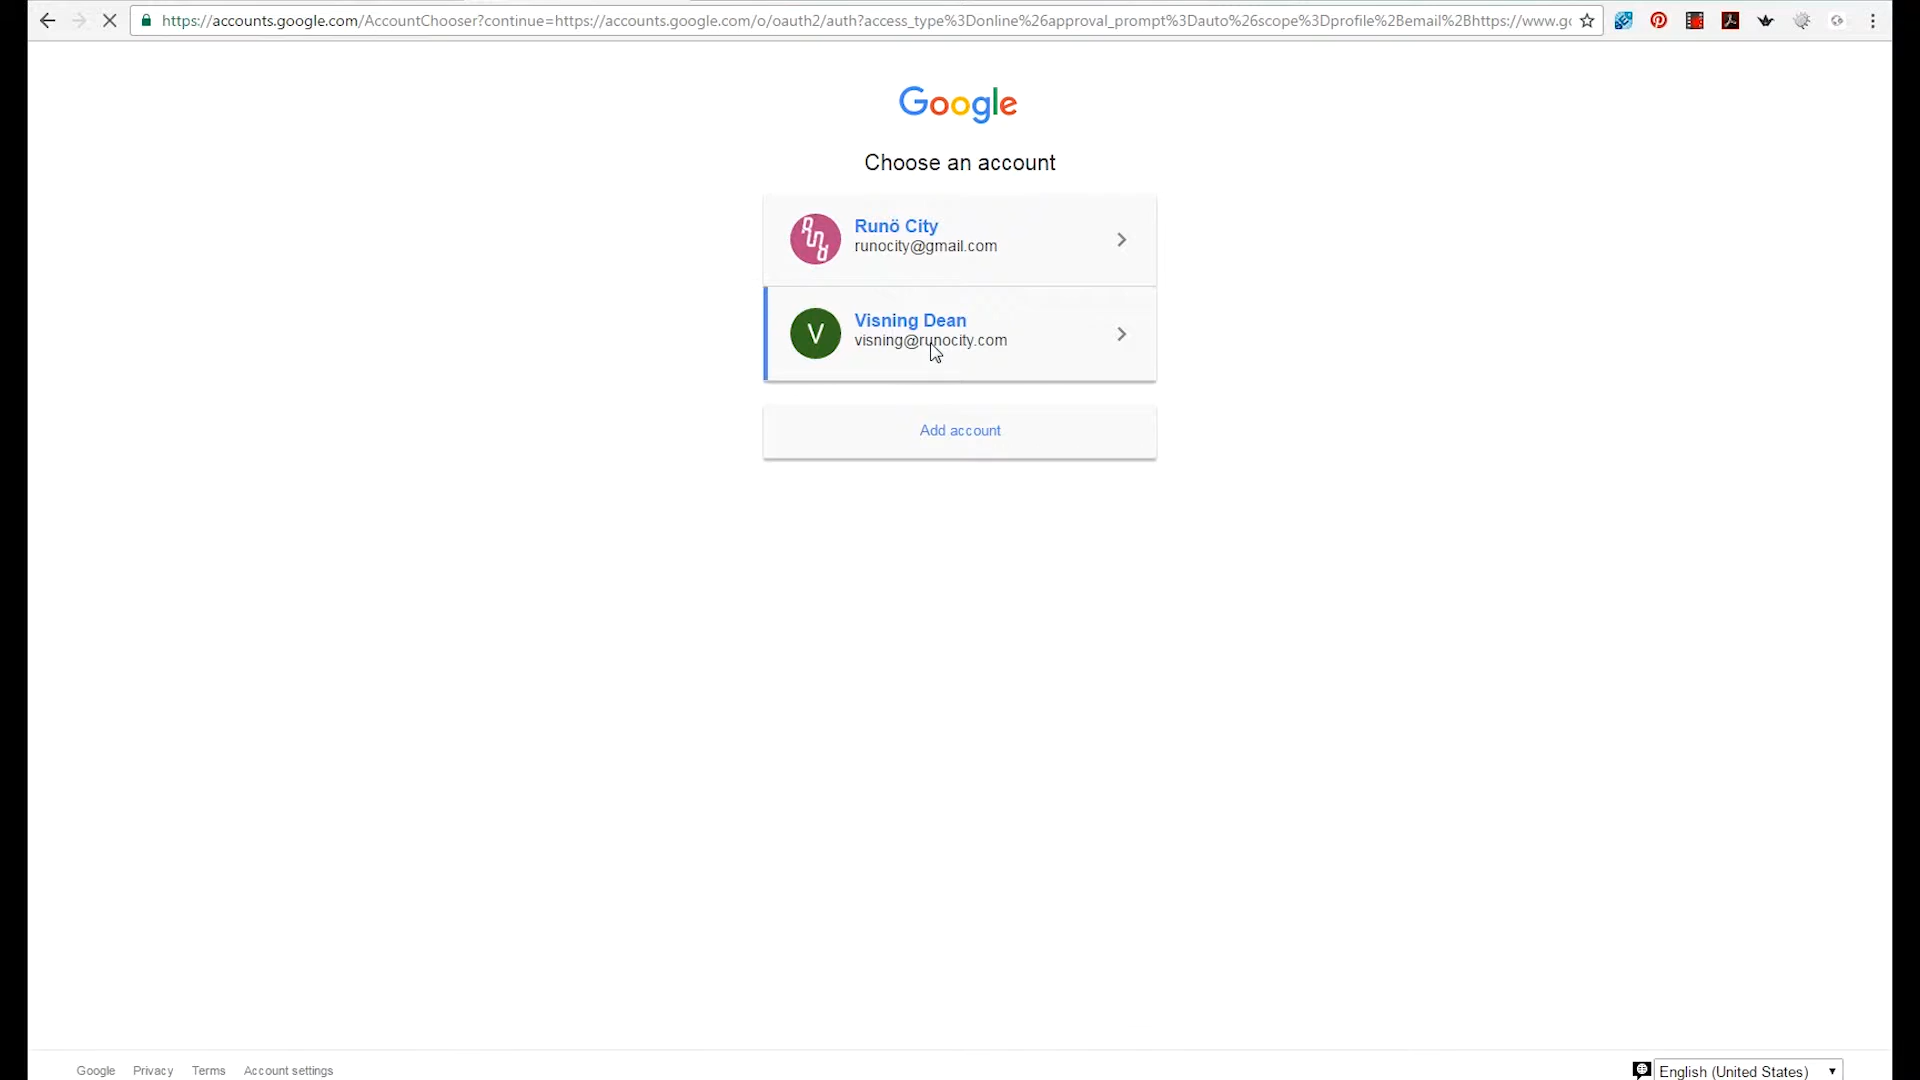 https://accounts.google.com/AccountChooser?continue=https://accounts.google.com/o/oauth2/auth?access_type%3Donline%26approval_prompt%3Dauto%26scope%3Dprofile%2Bemail%2Bhttps://www.g
Google
Choose an account
Runö City
runocity@gmail.com
V
Visning Dean
visning@runocity.com
Add account
Google Privacy Terms Account settings
English (United States)